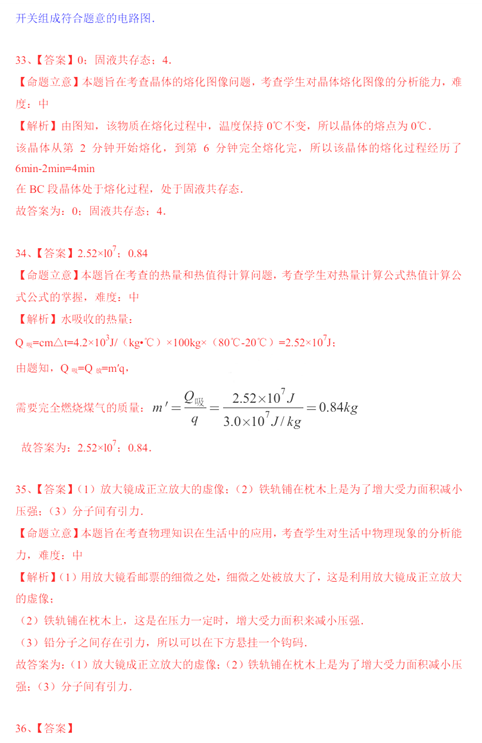 开关组成符合题意的电路图．
33、【答案】0；固液共存态；4．
【命题立意】本题旨在考查晶体的熔化图像问题，考查学生对晶体熔化图像的分析能力，难
度：中
【解析】由图知，该物质在熔化过程中，温度保持 0℃不变，所以晶体的熔点为 0℃．
该晶体从第 2 分钟开始熔化，到第 6 分钟完全熔化完，所以该晶体的熔化过程经历了
6min-2min=4min
在 BC 段晶体处于熔化过程，处于固液共存态．
故答案为：0；固液共存态；4．
34、【答案】2.52×l0⁷；0.84
【命题立意】本题旨在考查的热量和热值得计算问题，考查学生对热量计算公式热值计算公
式公式的掌握，难度：中
【解析】水吸收的热量：
Q吸=cm△t=4.2×10³J/（kg•℃）×100kg×（80℃-20℃）=2.52×10⁷J；
由题知，Q吸=Q放=m′q，
需要完全燃烧煤气的质量：m′ = Q吸/q = 2.52×10⁷J/3.0×10⁷J/kg = 0.84kg
故答案为：2.52×l0⁷；0.84．
35、【答案】（1）放大镜成正立放大的虚像；（2）铁轨铺在枕木上是为了增大受力面积减小
压强；（3）分子间有引力．
【命题立意】本题旨在考查物理知识在生活中的应用，考查学生对生活中物理现象的分析能
力，难度；中
【解析】（1）用放大镜看邮票的细微之处，细微之处被放大了，这是利用放大镜成正立放大
的虚像；
（2）铁轨铺在枕木上，这是在压力一定时，增大受力面积来减小压强．
（3）铅分子之间存在引力，所以可以在下方悬挂一个钩码．
故答案为：（1）放大镜成正立放大的虚像；（2）铁轨铺在枕木上是为了增大受力面积减小压
强；（3）分子间有引力．
36、【答案】